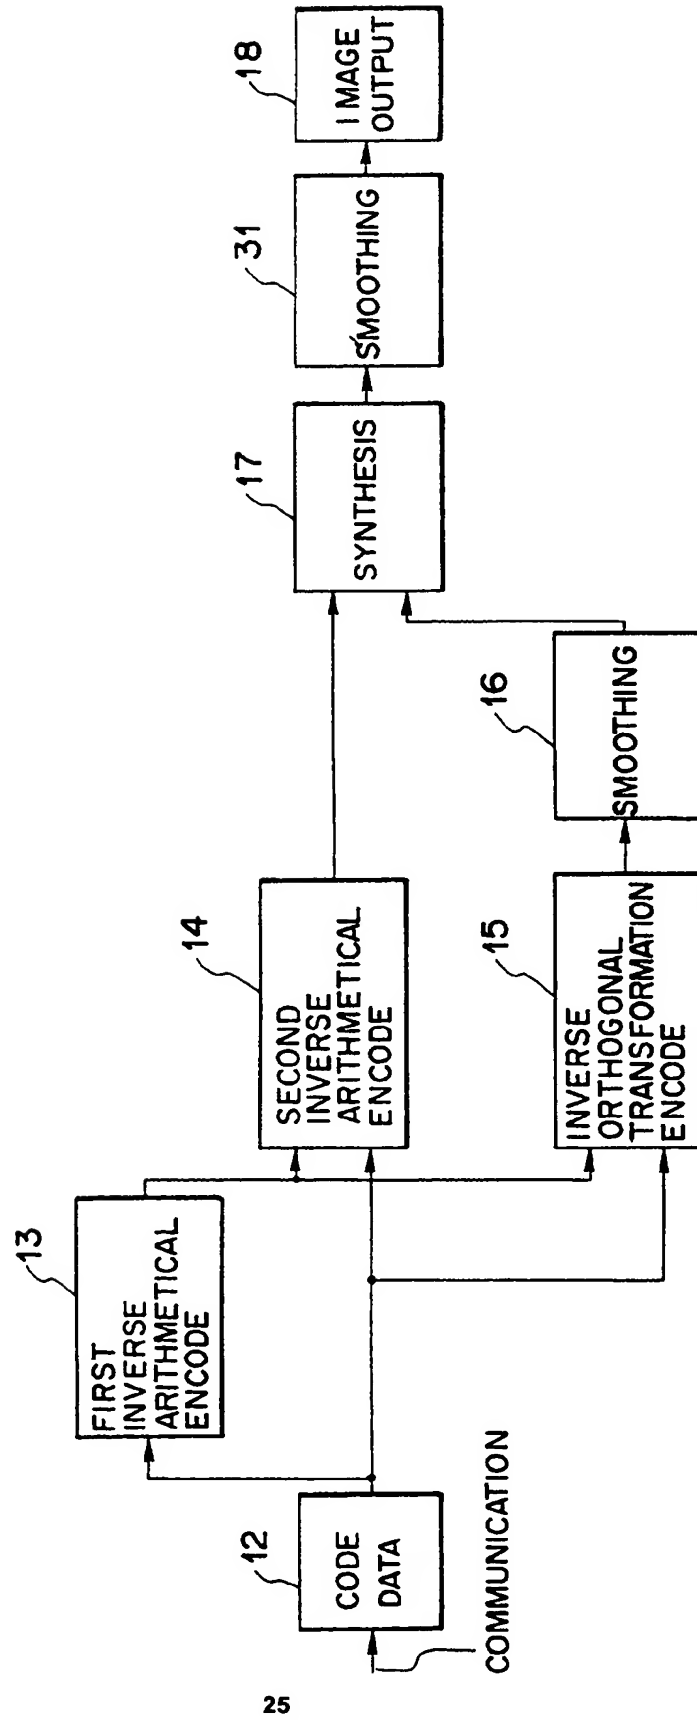 COMMUNICATION
12
CODE
DATA
13
FIRST
INVERSE
ARITHMETICAL
ENCODE
14
SECOND
INVERSE
ARITHMETICAL
ENCODE
15
INVERSE
ORTHOGONAL
TRANSFORMATION
ENCODE
16
SMOOTHING
17
SYNTHESIS
31
SMOOTHING
18
IMAGE
OUTPUT
25